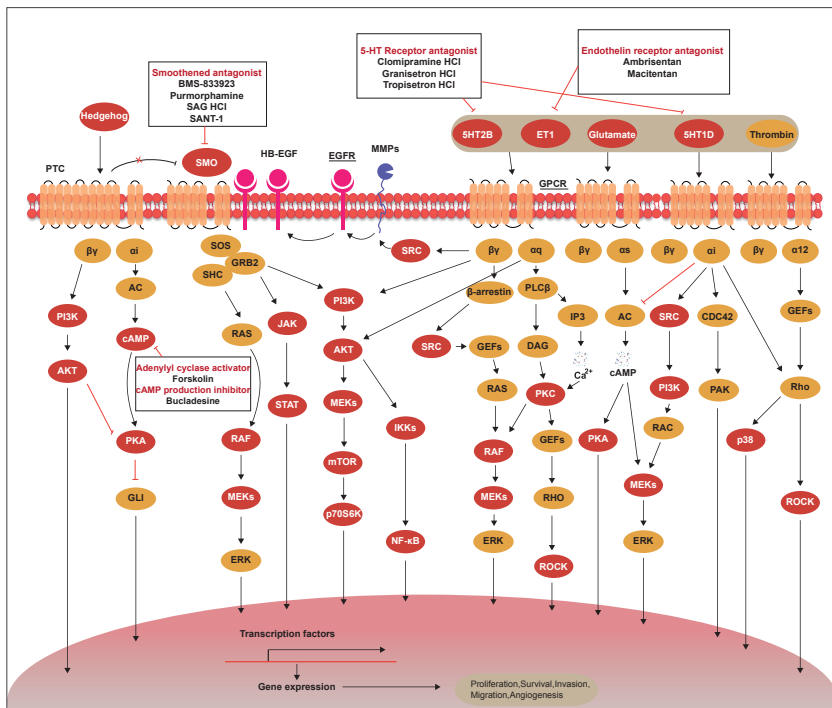 5-HT Receptor antagonist
Clomipramine HCl
Granisetron HCl
Tropisetron HCl
Endothelin receptor antagonist
Ambrisentan
Macitentan
Smoothened antagonist
BMS-833923
Purmorphamine
SAG HCl
SANT-1
Hedgehog
PTC
SMO
HB-EGF
EGFR
MMPs
5HT2B
ET1
Glutamate
5HT1D
Thrombin
GPCR
βγ
αi
SOS
GRB2
SHC
SRC
βγ
αq
βγ
αs
βγ
αi
βγ
α12
AC
PI3K
β-arrestin
PLCβ
PI3K
cAMP
RAS
JAK
AKT
SRC
GEFs
DAG
IP3
AC
SRC
CDC42
GEFs
Ca2+
cAMP
AKT
Adenylyl cyclase activator
Forskolin
cAMP production inhibitor
Bucladesine
STAT
MEKs
RAS
PKC
PI3K
PAK
Rho
PKA
RAF
IKKs
RAF
GEFs
PKA
RAC
p38
mTOR
GLI
MEKs
p70S6K
MEKs
RHO
MEKs
ROCK
ERK
NF-κB
ERK
ROCK
ERK
Transcription factors
Gene expression
Proliferation,Survival,Invasion,
Migration,Angiogenesis